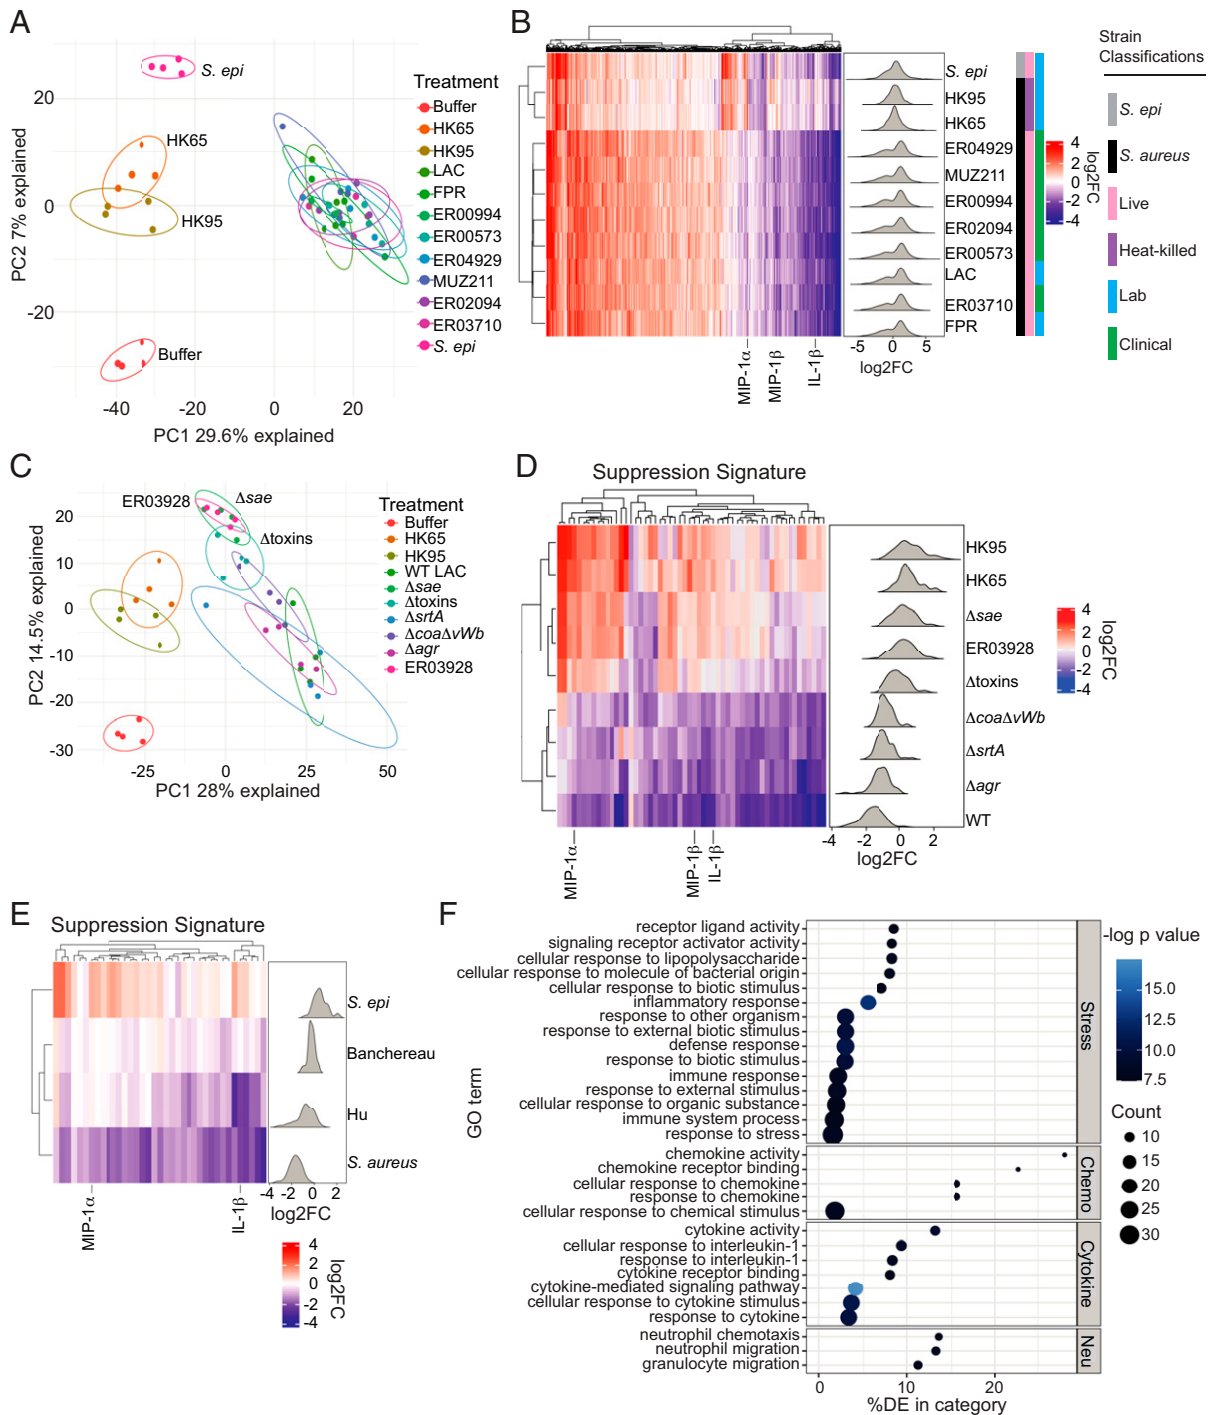 A
20
0
-20
PC2 7% explained
-40
-20
0
20
PC1 29.6% explained
S. epi
HK65
HK95
Buffer
Treatment
Buffer
HK65
HK95
LAC
FPR
ER00994
ER00573
ER04929
MUZ211
ER02094
ER03710
S. epi
B
S. epi
HK95
HK65
ER04929
MUZ211
ER00994
ER02094
ER00573
LAC
ER03710
FPR
MIP-1α
MIP-1β
IL-1β
-5
0
5
log2FC
4
2
0
-2
-4
log2FC
Strain
Classifications
S. epi
S. aureus
Live
Heat-killed
Lab
Clinical
C
20
10
0
-10
-20
-30
PC2 14.5% explained
-25
0
25
50
PC1 28% explained
ER03928
Δsae
Δtoxins
Treatment
Buffer
HK65
HK95
WT LAC
Δsae
Δtoxins
ΔsrtA
ΔcoaΔvWb
Δagr
ER03928
D
Suppression Signature
HK95
HK65
Δsae
ER03928
Δtoxins
ΔcoaΔvWb
ΔsrtA
Δagr
WT
MIP-1α
MIP-1β
IL-1β
-4
-2
0
2
log2FC
4
2
0
-2
-4
log2FC
E
Suppression Signature
S. epi
Banchereau
Hu
S. aureus
MIP-1α
IL-1β
-4
-2
0
2
log2FC
4
2
0
-2
-4
log2FC
F
GO term
receptor ligand activity
signaling receptor activator activity
cellular response to lipopolysaccharide
cellular response to molecule of bacterial origin
cellular response to biotic stimulus
inflammatory response
response to other organism
response to external biotic stimulus
defense response
response to biotic stimulus
immune response
response to external stimulus
cellular response to organic substance
immune system process
response to stress
Stress
chemokine activity
chemokine receptor binding
cellular response to chemokine
response to chemokine
cellular response to chemical stimulus
Chemo
cytokine activity
cellular response to interleukin-1
response to interleukin-1
cytokine receptor binding
cytokine-mediated signaling pathway
cellular response to cytokine stimulus
response to cytokine
Cytokine
neutrophil chemotaxis
neutrophil migration
granulocyte migration
Neu
0
10
20
%DE in category
-log p value
15.0
12.5
10.0
7.5
Count
10
15
20
25
30